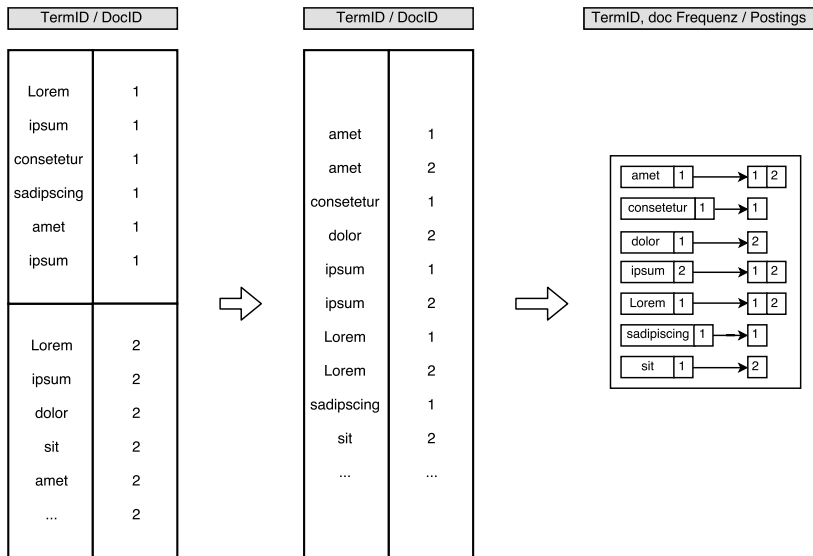 TermID / DocID
Lorem 1
ipsum 1
consetetur 1
sadipscing 1
amet 1
ipsum 1
Lorem 2
ipsum 2
dolor 2
sit 2
amet 2
... 2
TermID / DocID
amet 1
amet 2
consetetur 1
dolor 2
ipsum 1
ipsum 2
Lorem 1
Lorem 2
sadipscing 1
sit 2
... ...
TermID, doc Frequenz / Postings
amet 1 1 2
consetetur 1 1
dolor 1 2
ipsum 2 1 2
Lorem 1 1 2
sadipiscing 1 1
sit 1 2